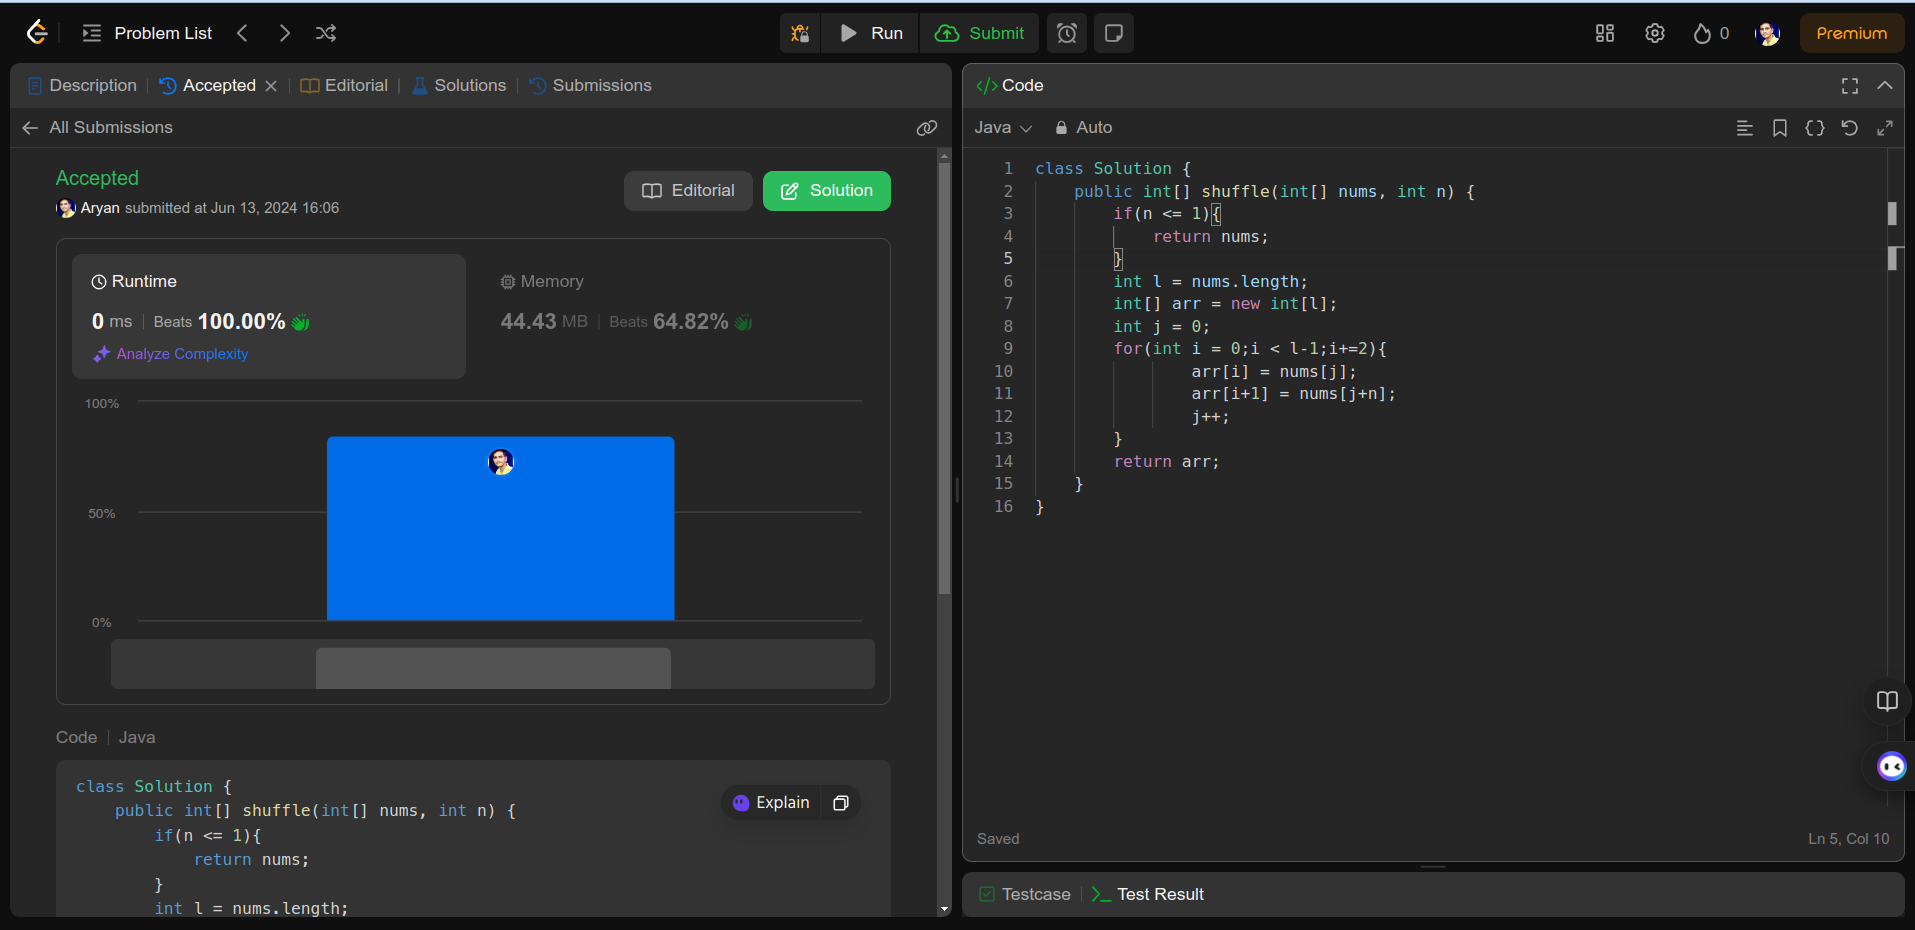 Problem List
Run
Submit
0
Premium
Description
Accepted
Editorial
Solutions
Submissions
All Submissions
Accepted
Aryan submitted at Jun 13, 2024 16:06
Editorial
Solution
Runtime
0 ms | Beats 100.00%
Analyze Complexity
Memory
44.43 MB | Beats 64.82%
100%
50%
0%
Code | Java
class Solution {
    public int[] shuffle(int[] nums, int n) {
        if(n <= 1){
            return nums;
        }
        int l = nums.length;
Explain
</> Code
Java
Auto
1 class Solution {
2     public int[] shuffle(int[] nums, int n) {
3         if(n <= 1){
4             return nums;
5         }
6         int l = nums.length;
7         int[] arr = new int[l];
8         int j = 0;
9         for(int i = 0;i < l-1;i+=2){
10                 arr[i] = nums[j];
11                 arr[i+1] = nums[j+n];
12                 j++;
13         }
14         return arr;
15     }
16 }
Saved
Ln 5, Col 10
Testcase
Test Result